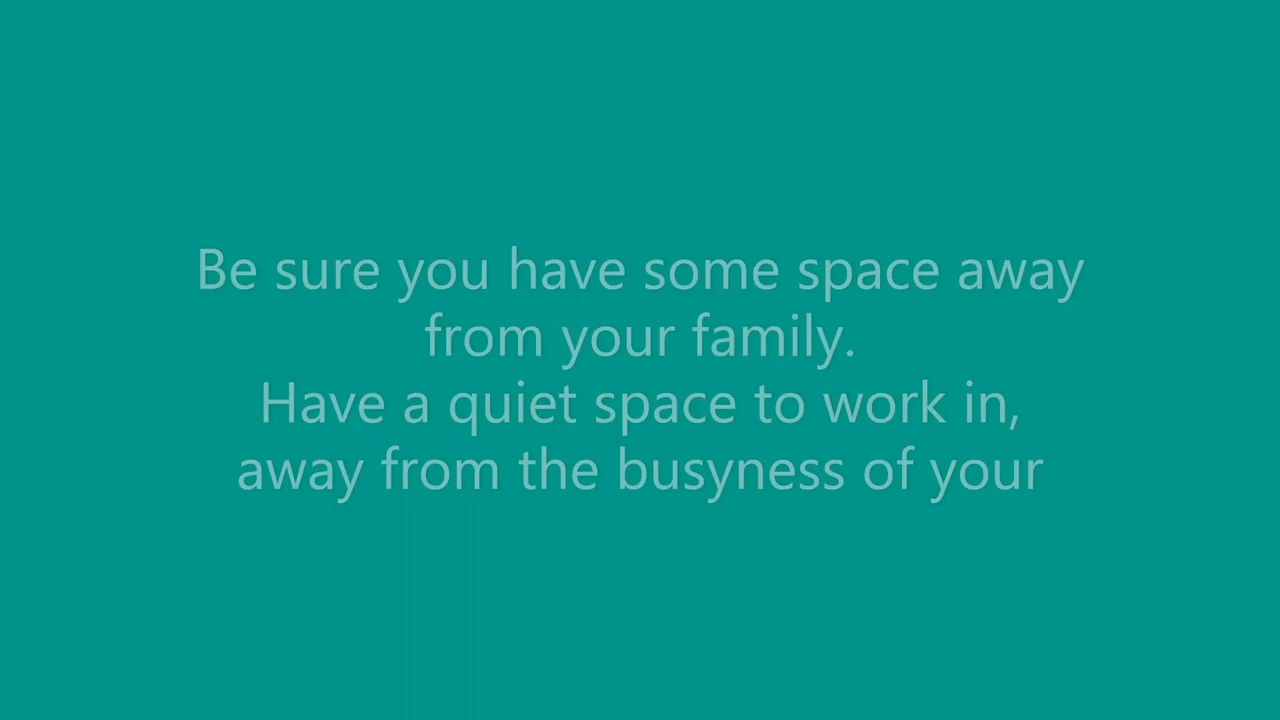 Be sure you have some space away
from your family.
Have a quiet space to work in,
away from the busyness of your